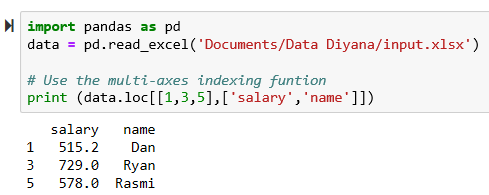 import pandas as pd
data = pd.read_excel('Documents/Data Diyana/input.xlsx')
# Use the multi-axes indexing funtion
print (data.loc[[1,3,5],['salary','name']])
salary name
1 515.2 Dan
3 729.0 Ryan
5 578.0 Rasmi